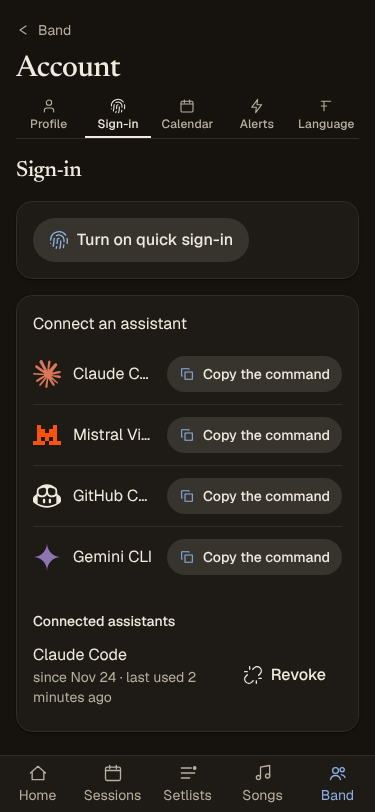 Band
Account
Profile
Sign-in
Calendar
Alerts
Language
Sign-in
Turn on quick sign-in
Connect an assistant
Claude C...
Copy the command
Mistral Vi...
Copy the command
GitHub C...
Copy the command
Gemini CLI
Copy the command
Connected assistants
Claude Code
since Nov 24 · last used 2
minutes ago
Revoke
Home
Sessions
Setlists
Songs
Band